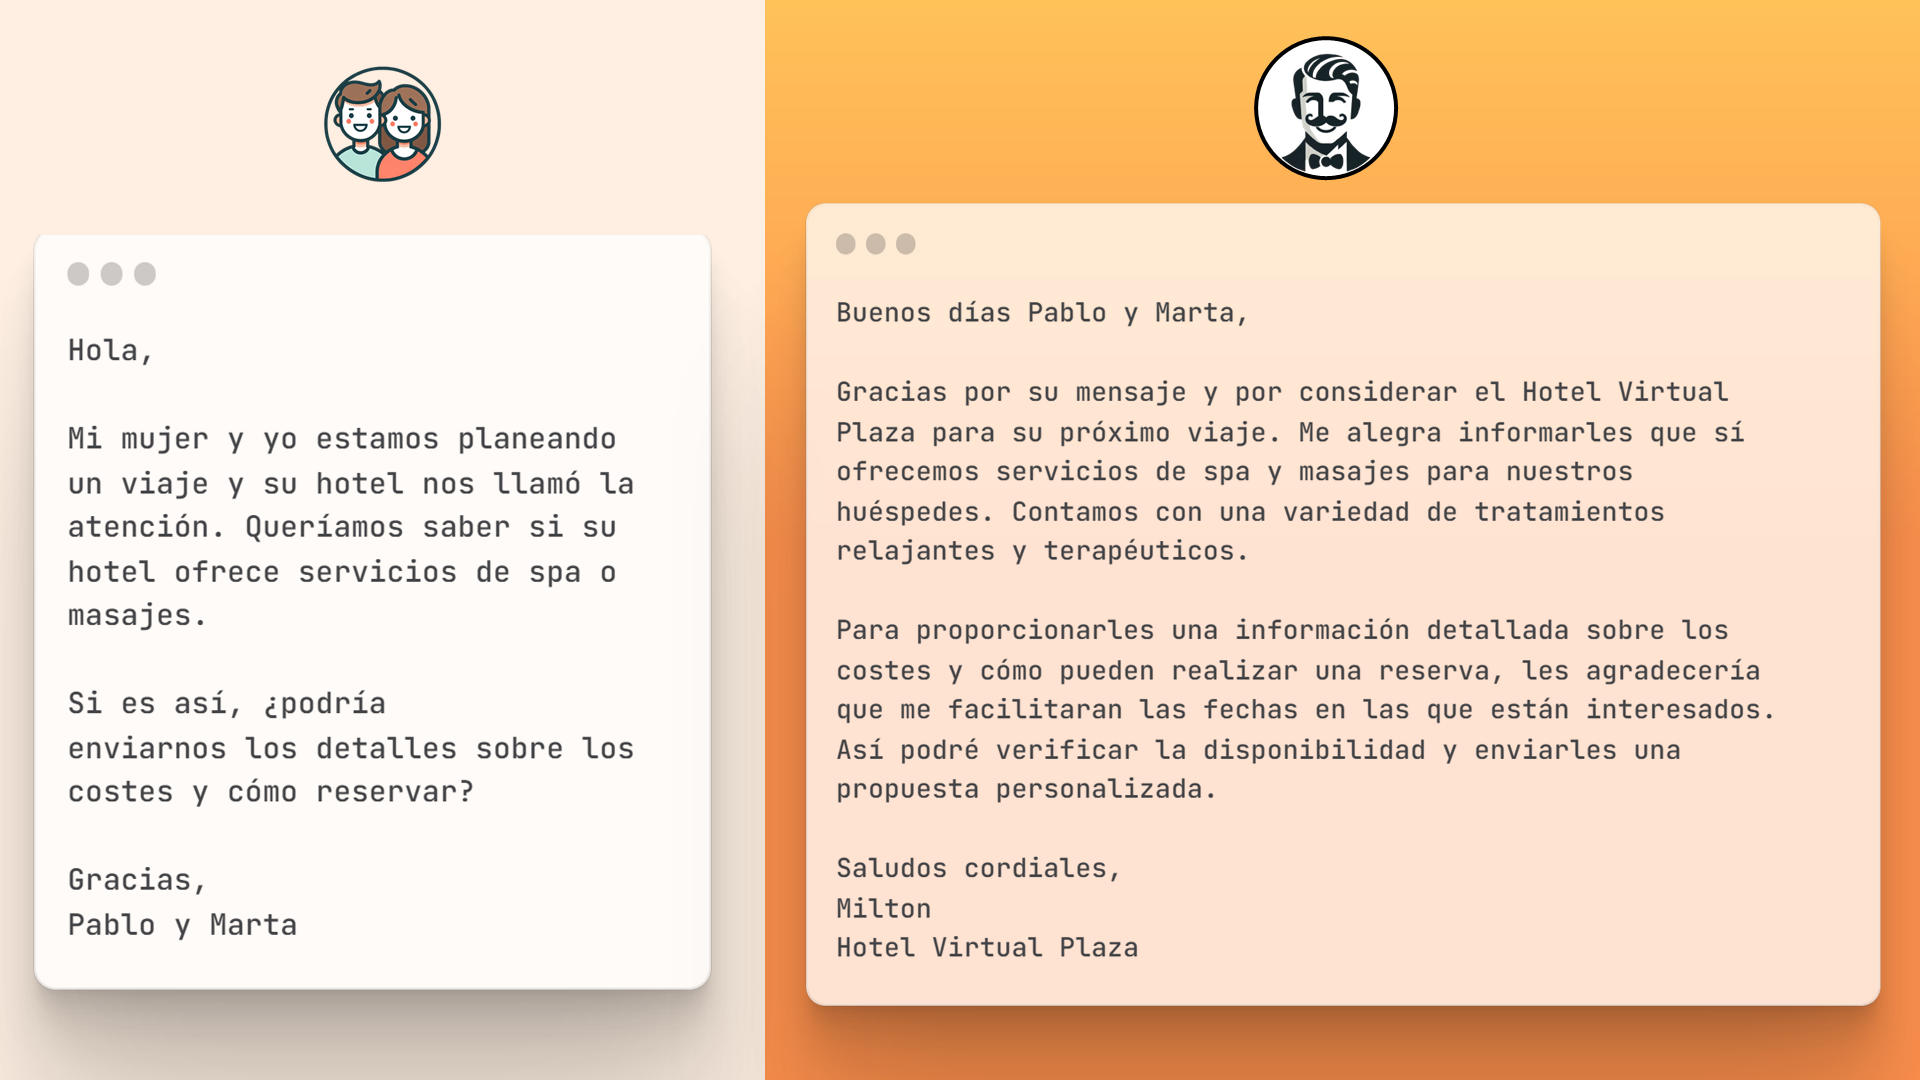 Hola,
Mi mujer y yo estamos planeando
un viaje y su hotel nos llamó la
atención. Queríamos saber si su
hotel ofrece servicios de spa o
masajes.
Si es así, ¿podría
enviarnos los detalles sobre los
costes y cómo reservar?
Gracias,
Pablo y Marta
Buenos días Pablo y Marta,
Gracias por su mensaje y por considerar el Hotel Virtual
Plaza para su próximo viaje. Me alegra informarles que sí
ofrecemos servicios de spa y masajes para nuestros
huéspedes. Contamos con una variedad de tratamientos
relajantes y terapéuticos.
Para proporcionarles una información detallada sobre los
costes y cómo pueden realizar una reserva, les agradecería
que me facilitaran las fechas en las que están interesados.
Así podré verificar la disponibilidad y enviarles una
propuesta personalizada.
Saludos cordiales,
Milton
Hotel Virtual Plaza